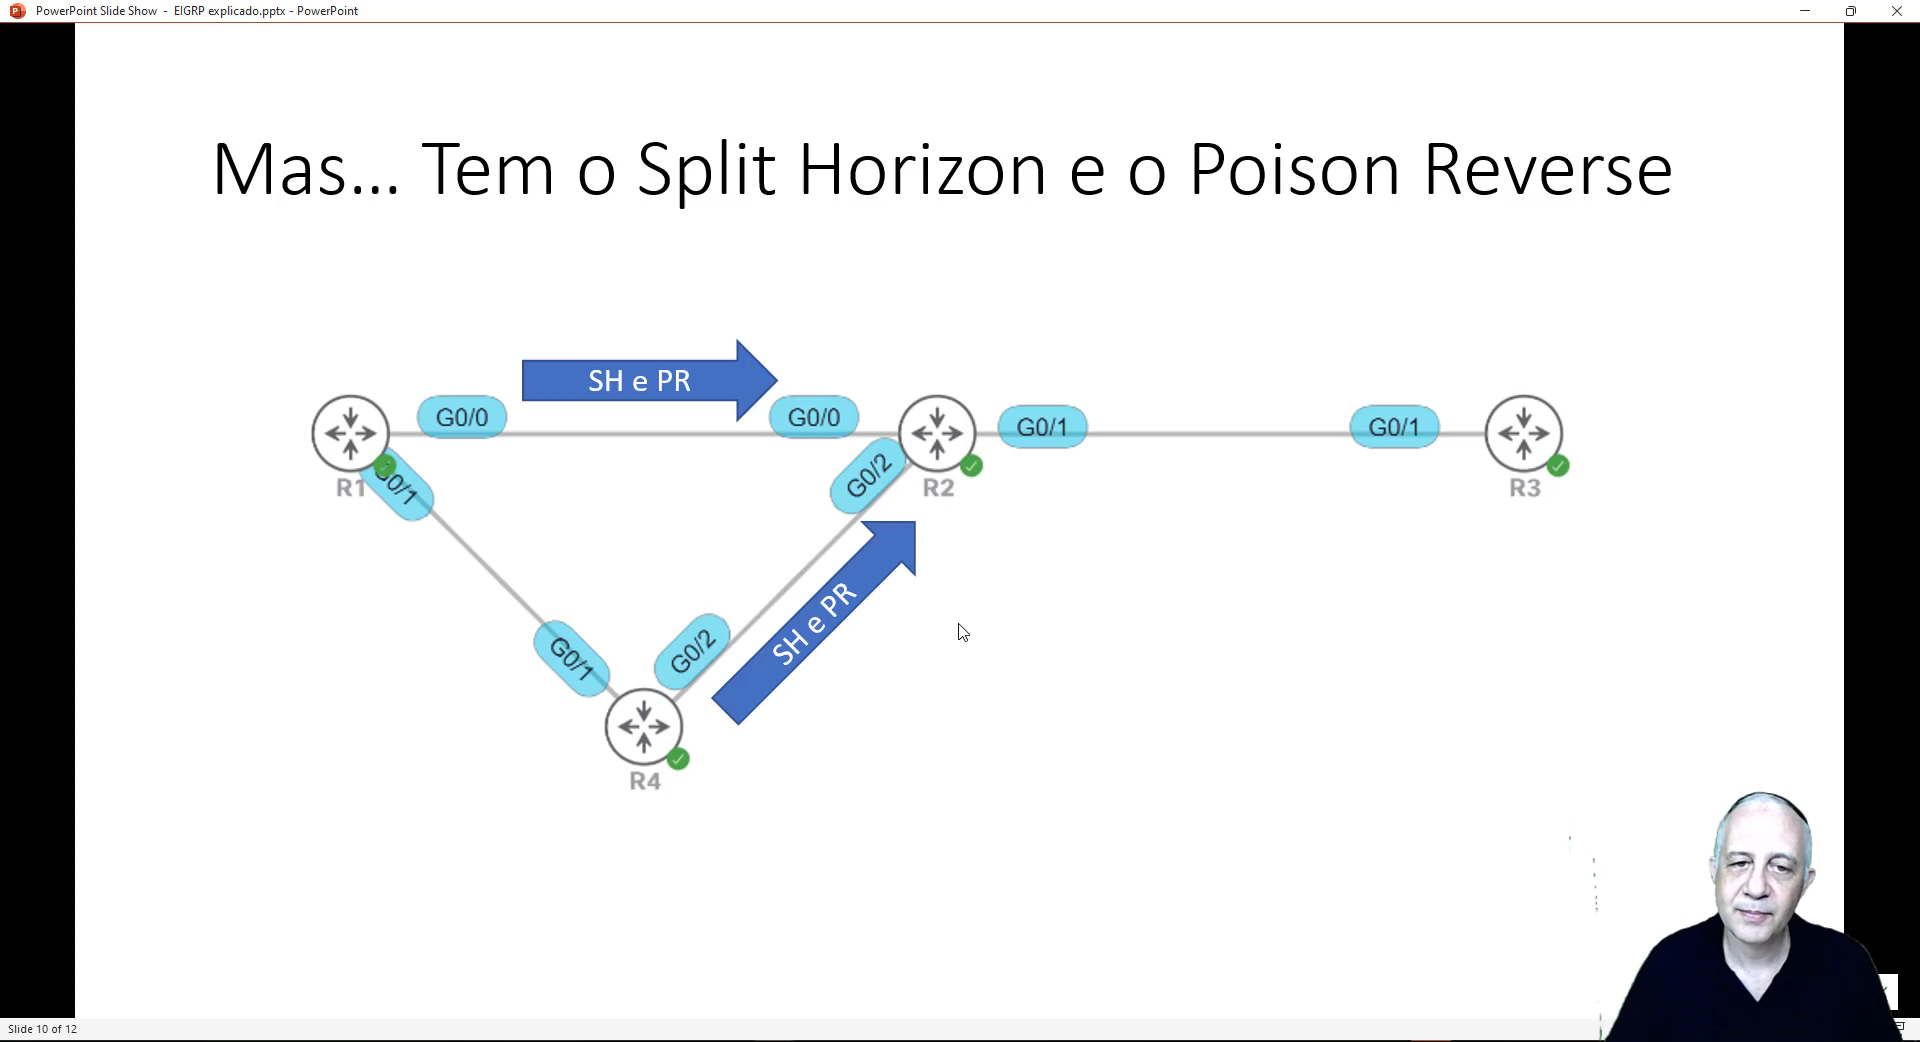 PowerPoint Slide Show - EIGRP explicado.pptx - PowerPoint
Mas... Tem o Split Horizon e o Poison Reverse
SH e PR
G0/0
G0/0
G0/1
G0/1
R1
G0/1
G0/2
R2
R3
SH e PR
G0/1
G0/2
R4
Slide 10 of 12